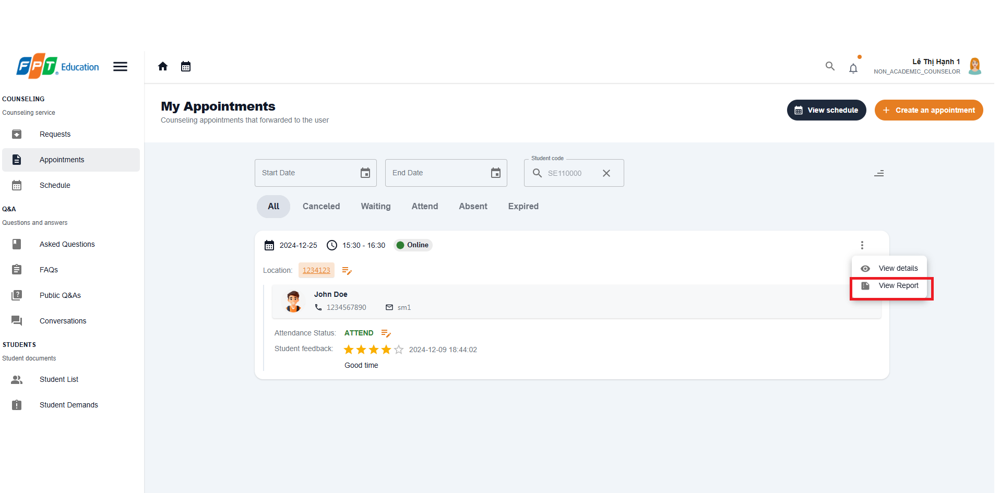 FPT Education
Lê Thị Hạnh 1
NON_ACADEMIC_COUNSELOR
COUNSELING
Counseling service
Requests
Appointments
Schedule
Q&A
Questions and answers
Asked Questions
FAQs
Public Q&As
Conversations
STUDENTS
Student documents
Student List
Student Demands
My Appointments
Counseling appointments that forwarded to the user
View schedule
Create an appointment
Start Date
End Date
Student code
SE110000
All Canceled Waiting Attend Absent Expired
2024-12-25 15:30 - 16:30 Online
View details
View Report
Location: 1234123
John Doe
1234567890 sm1
Attendance Status: ATTEND
Student feedback: 2024-12-09 18:44:02
Good time